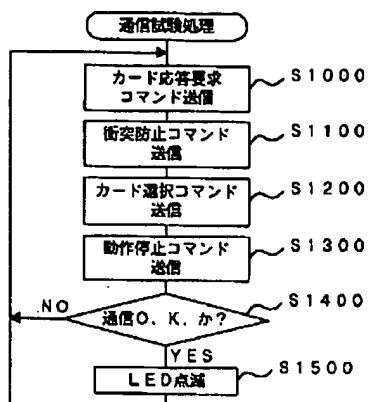 通信試験処理
カード応答要求
コマンド送信
S1000
衝突防止コマンド
送信
S1100
カード選択コマンド
送信
S1200
動作停止コマンド
送信
S1300
通信O．K．か？
S1400
NO
YES
LED点滅
S1500